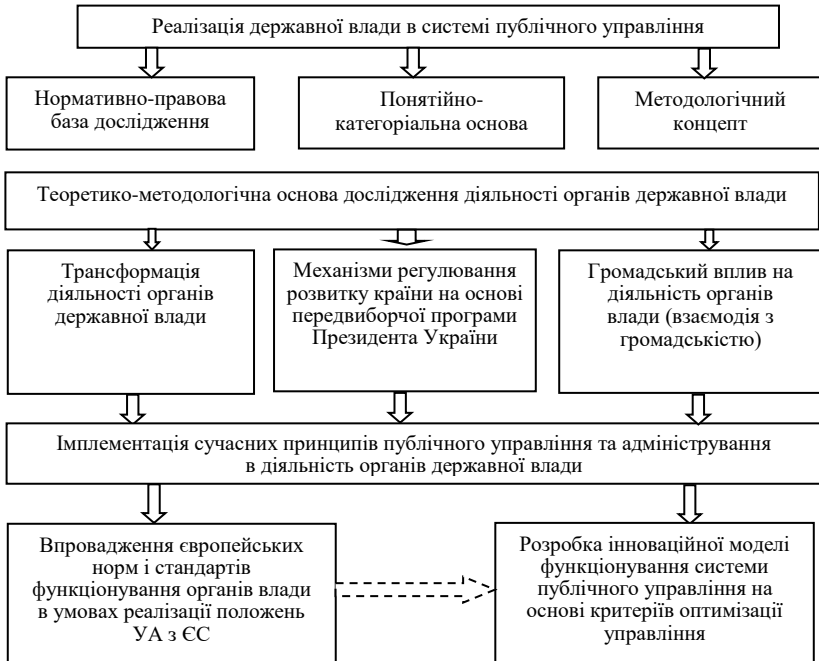 Реалізація державної влади в системі публічного управління
Нормативно-правова
база дослідження
Понятійно-
категоріальна основа
Методологічний
концепт
Теоретико-методологічна основа дослідження діяльності органів державної влади
Трансформація
діяльності органів
державної влади
Механізми регулювання
розвитку країни на основі
передвиборчої програми
Президента України
Громадський вплив на
діяльність органів
влади (взаємодія з
громадськістю)
Імплементація сучасних принципів публічного управління та адміністрування
в діяльність органів державної влади
Впровадження європейських
норм і стандартів
функціонування органів влади
в умовах реалізації положень
УА з ЄС
Розробка інноваційної моделі
функціонування системи
публічного управління на
основі критеріїв оптимізації
управління